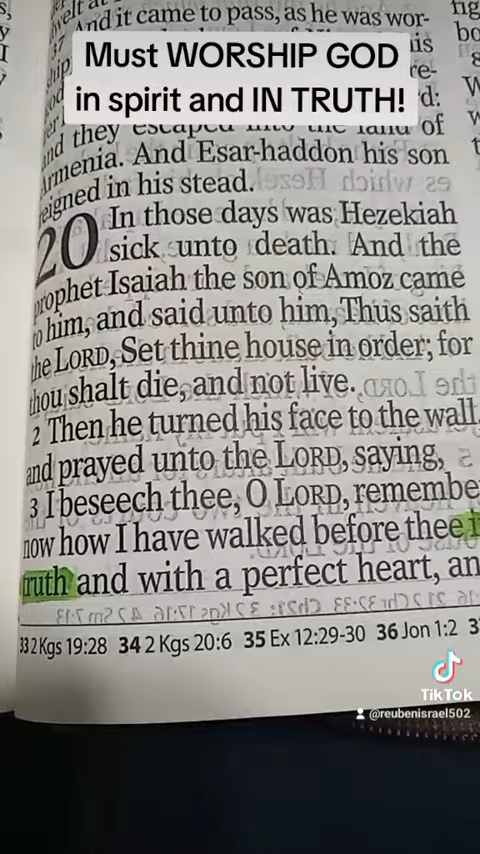 And it came to pass, as he was wor-
his
Must WORSHIP GOD
in spirit and IN TRUTH!
and they escaped into the land of
Armenia. And Esar-haddon his son
reigned in his stead.
20 In those days was Hezekiah
sick unto death. And the
prophet Isaiah the son of Amoz came
to him, and said unto him, Thus saith
the LORD, Set thine house in order; for
thou shalt die, and not live.
2 Then he turned his face to the wall,
and prayed unto the LORD, saying,
3 I beseech thee, O LORD, remembe
now how I have walked before thee i
truth and with a perfect heart, an
33 2 Kgs 19:28 34 2 Kgs 20:6 35 Ex 12:29-30 36 Jon 1:2 3
TikTok
@reubenisrael502